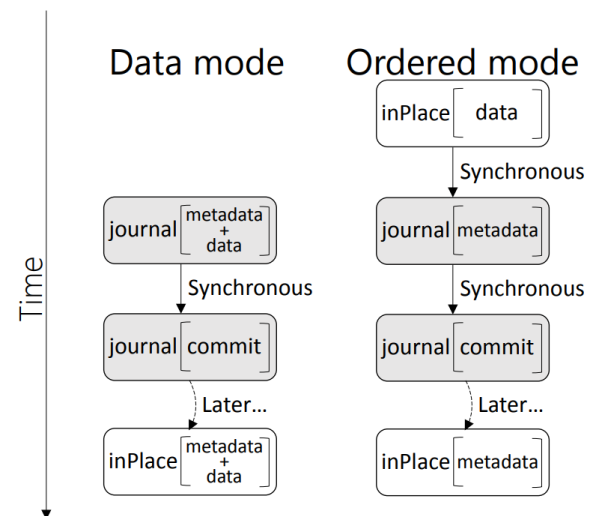 Data mode
Ordered mode
inPlace [data]
Synchronous
journal [metadata
+
data]
journal [metadata]
Synchronous
Synchronous
journal [commit]
journal [commit]
Later...
Later...
inPlace [metadata
+
data]
inPlace [metadata]
Time